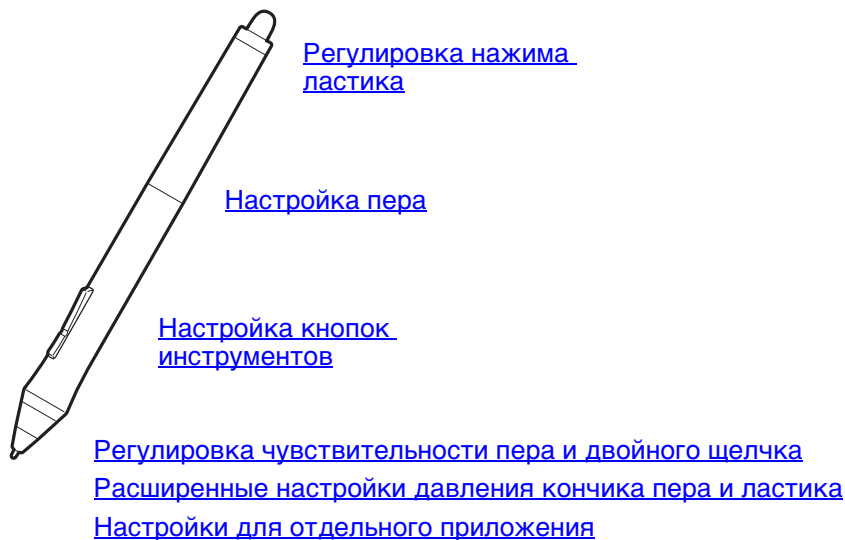 Регулировка нажима
ластика
Настройка пера
Настройка кнопок
инструментов
Регулировка чувствительности пера и двойного щелчка
Расширенные настройки давления кончика пера и ластика
Настройки для отдельного приложения